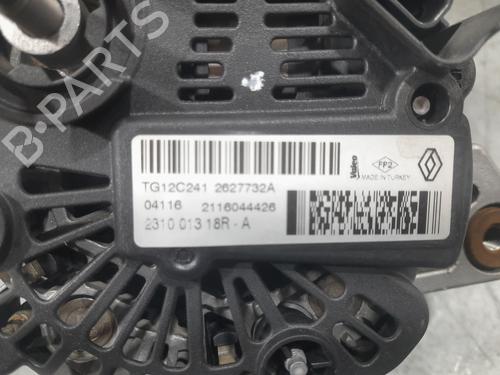 B-PARTS
Valeo
FP2
MADE IN TURKEY
TG12C241 2627732A
04116 2116044426
2310 013 18R - A